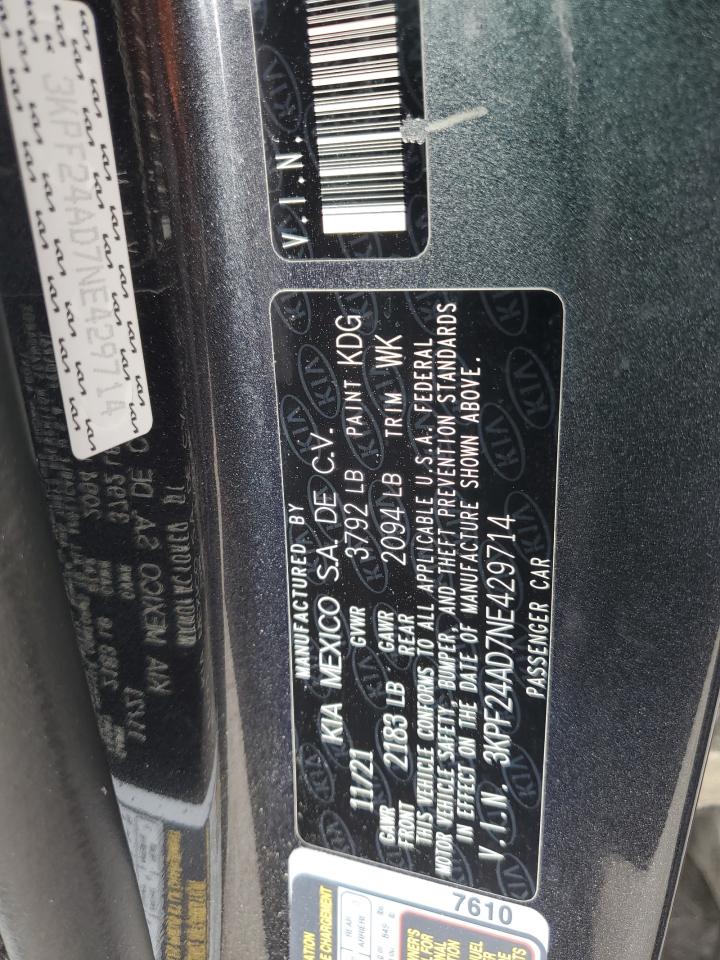 3KPF24AD7NE429714
V.I.N.
MANUFACTURED BY
KIA MEXICO S.A. DE C.V.
11/21 GVWR 3792 LB PAINT KDG
GAWR FRONT 2183 LB GAWR REAR 2094 LB TRIM WK
THIS VEHICLE CONFORMS TO ALL APPLICABLE U.S.A. FEDERAL
MOTOR VEHICLE SAFETY, BUMPER, AND THEFT PREVENTION STANDARDS
IN EFFECT ON THE DATE OF MANUFACTURE SHOWN ABOVE.
V.I.N. 3KPF24AD7NE429714
PASSENGER CAR
7610